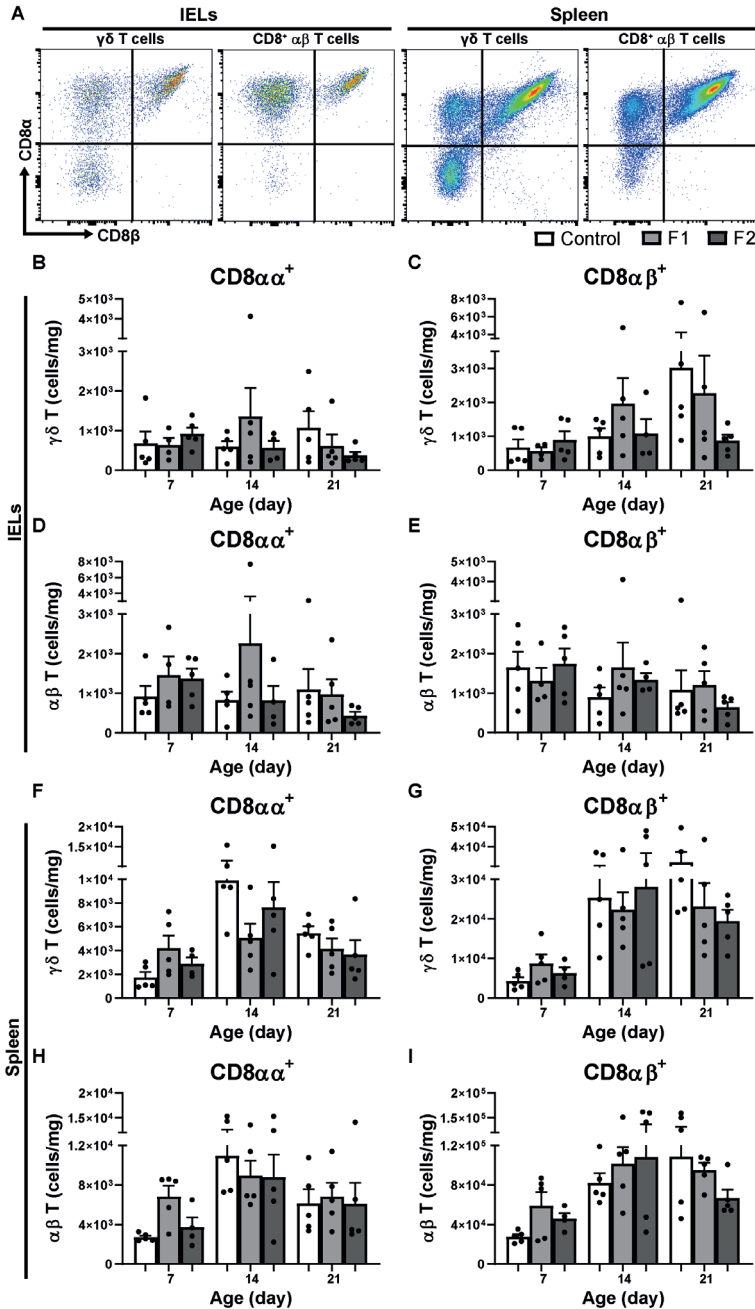 A
IELs
Spleen
γδ T cells
CD8⁺ αβ T cells
γδ T cells
CD8⁺ αβ T cells
CD8α
CD8β
Control F1 F2
IELs
B
CD8αα⁺
γδ T (cells/mg)
5×10³
4×10³
3×10³
2×10³
1×10³
0
7 14 21
Age (day)
C
CD8αβ⁺
γδ T (cells/mg)
8×10³
6×10³
4×10³
3×10³
2×10³
1×10³
0
7 14 21
Age (day)
D
CD8αα⁺
αβ T (cells/mg)
8×10³
7×10³
6×10³
5×10³
4×10³
3×10³
2×10³
1×10³
0
7 14 21
Age (day)
E
CD8αβ⁺
αβ T (cells/mg)
5×10³
4×10³
3×10³
2×10³
1×10³
0
7 14 21
Age (day)
Spleen
F
CD8αα⁺
γδ T (cells/mg)
2×10⁴
1.5×10⁴
1×10⁴
8×10³
6×10³
4×10³
2×10³
0
7 14 21
Age (day)
G
CD8αβ⁺
γδ T (cells/mg)
5×10⁴
4×10⁴
3×10⁴
2×10⁴
1×10⁴
0
7 14 21
Age (day)
H
CD8αα⁺
αβ T (cells/mg)
2×10⁴
1.5×10⁴
1.2×10⁴
8×10³
4×10³
0
7 14 21
Age (day)
I
CD8αβ⁺
αβ T (cells/mg)
2×10⁵
1.5×10⁵
1.2×10⁵
8×10⁴
4×10⁴
0
7 14 21
Age (day)